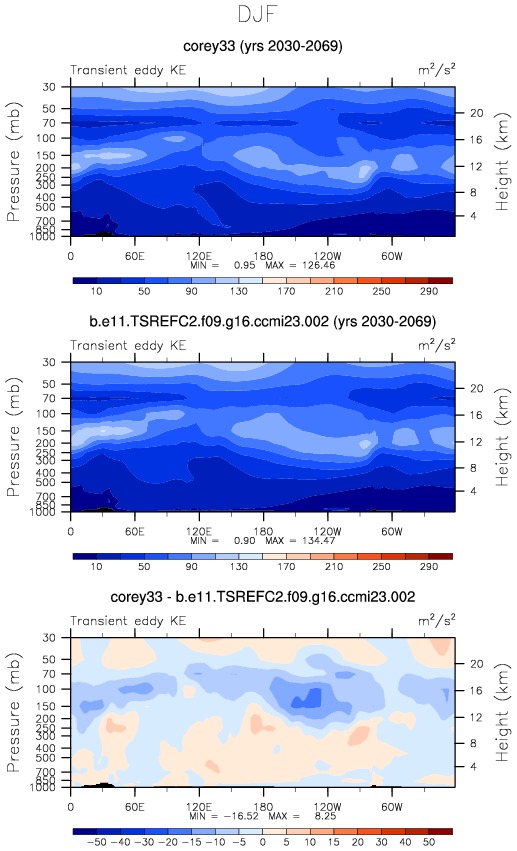 DJF
corey33 (yrs 2030-2069)
Transient eddy KE m²/s²
Pressure (mb)
30
50
70
100
150
200
250
300
400
500
700
850
1000
20
16
12
8
4
Height (km)
0 60E 120E 180 120W 60W
MIN = 0.95 MAX = 126.46
10 50 90 130 170 210 250 290
b.e11.TSREFC2.f09.g16.ccmi23.002 (yrs 2030-2069)
Transient eddy KE m²/s²
Pressure (mb)
30
50
70
100
150
200
250
300
400
500
700
850
1000
20
16
12
8
4
Height (km)
0 60E 120E 180 120W 60W
MIN = 0.90 MAX = 134.47
10 50 90 130 170 210 250 290
corey33 - b.e11.TSREFC2.f09.g16.ccmi23.002
Transient eddy KE m²/s²
Pressure (mb)
30
50
70
100
150
200
250
300
400
500
700
850
1000
20
16
12
8
4
Height (km)
0 60E 120E 180 120W 60W
MIN = −16.52 MAX = 8.25
−50 −40 −30 −20 −15 −10 −5 0 5 10 15 20 30 40 50